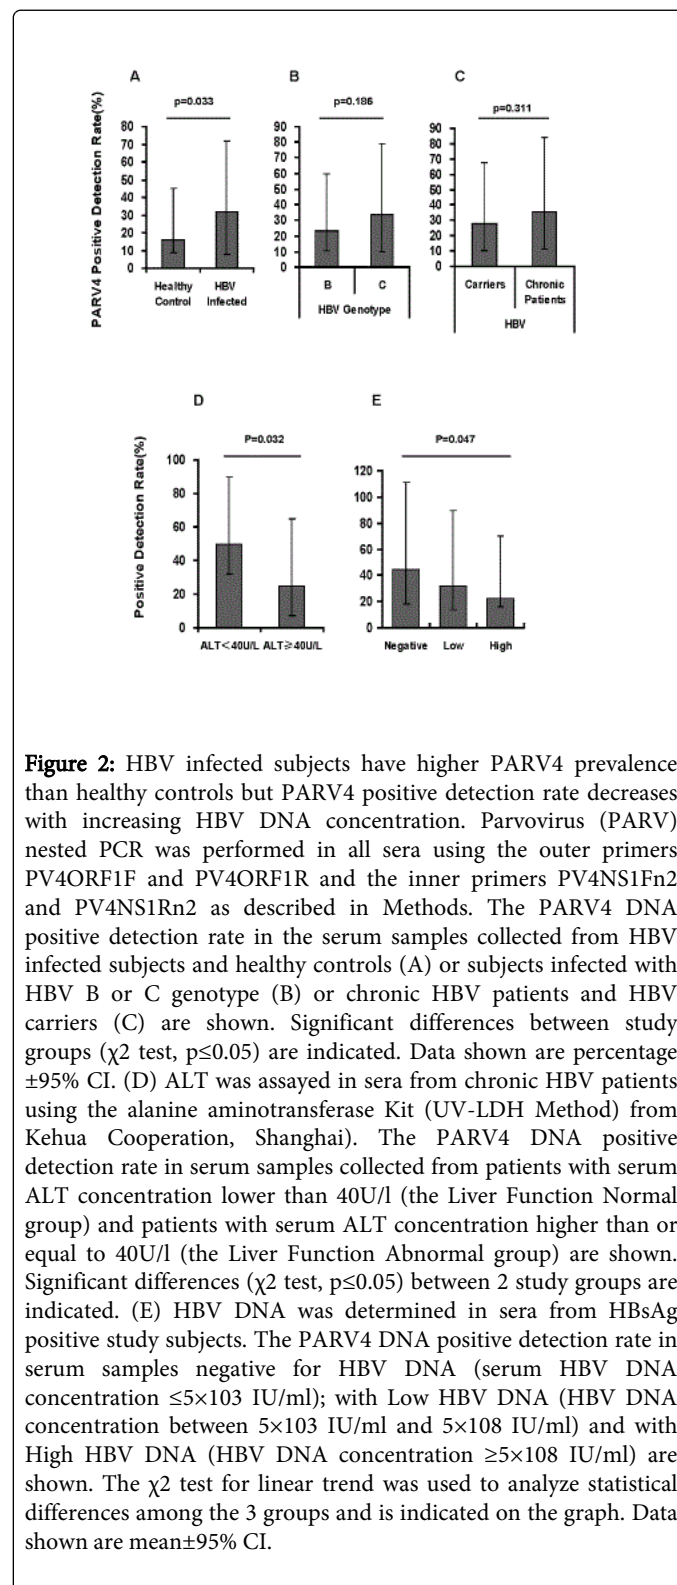 A
B
C
p=0.033
p=0.186
p=0.311
PARV4 Positive Detection Rate(%)
80
70
60
50
40
30
20
10
0
Healthy
Control
HBV
Infected
90
80
70
60
50
40
30
20
10
0
B
C
HBV Genotype
90
80
70
60
50
40
30
20
10
0
Carriers
Chronic
Patients
HBV
D
E
P=0.032
P=0.047
Positive Detection Rate(%)
100
80
60
40
20
0
ALT<40U/L ALT≥40U/L
120
100
80
60
40
20
0
Negative
Low
High
Figure 2: HBV infected subjects have higher PARV4 prevalence
than healthy controls but PARV4 positive detection rate decreases
with increasing HBV DNA concentration. Parvovirus (PARV)
nested PCR was performed in all sera using the outer primers
PV4ORF1F and PV4ORF1R and the inner primers PV4NS1Fn2
and PV4NS1Rn2 as described in Methods. The PARV4 DNA
positive detection rate in the serum samples collected from HBV
infected subjects and healthy controls (A) or subjects infected with
HBV B or C genotype (B) or chronic HBV patients and HBV
carriers (C) are shown. Significant differences between study
groups (χ2 test, p≤0.05) are indicated. Data shown are percentage
±95% CI. (D) ALT was assayed in sera from chronic HBV patients
using the alanine aminotransferase Kit (UV-LDH Method) from
Kehua Cooperation, Shanghai). The PARV4 DNA positive
detection rate in serum samples collected from patients with serum
ALT concentration lower than 40U/l (the Liver Function Normal
group) and patients with serum ALT concentration higher than or
equal to 40U/l (the Liver Function Abnormal group) are shown.
Significant differences (χ2 test, p≤0.05) between 2 study groups are
indicated. (E) HBV DNA was determined in sera from HBsAg
positive study subjects. The PARV4 DNA positive detection rate in
serum samples negative for HBV DNA (serum HBV DNA
concentration ≤5×103 IU/ml); with Low HBV DNA (HBV DNA
concentration between 5×103 IU/ml and 5×108 IU/ml) and with
High HBV DNA (HBV DNA concentration ≥5×108 IU/ml) are
shown. The χ2 test for linear trend was used to analyze statistical
differences among the 3 groups and is indicated on the graph. Data
shown are mean±95% CI.